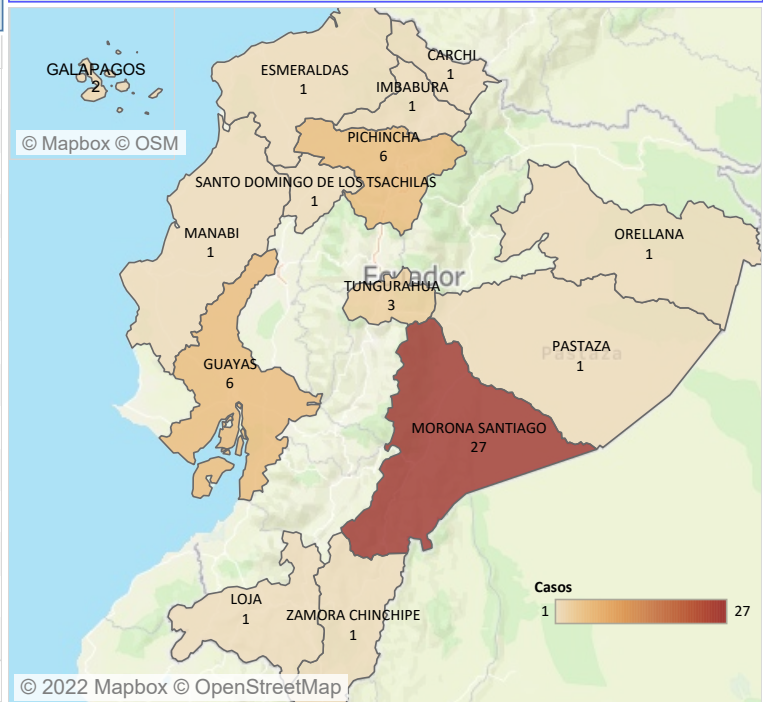 GALAPAGOS
2
© Mapbox © OSM
ESMERALDAS
1
CARCHI
1
IMBABURA
1
PICHINCHA
6
SANTO DOMINGO DE LOS TSACHILAS
1
MANABI
1
ORELLANA
1
Ecuador
TUNGURAHUA
3
PASTAZA
Pastaza
1
GUAYAS
6
MORONA SANTIAGO
27
Casos
1
27
LOJA
1
ZAMORA CHINCHIPE
1
© 2022 Mapbox © OpenStreetMap